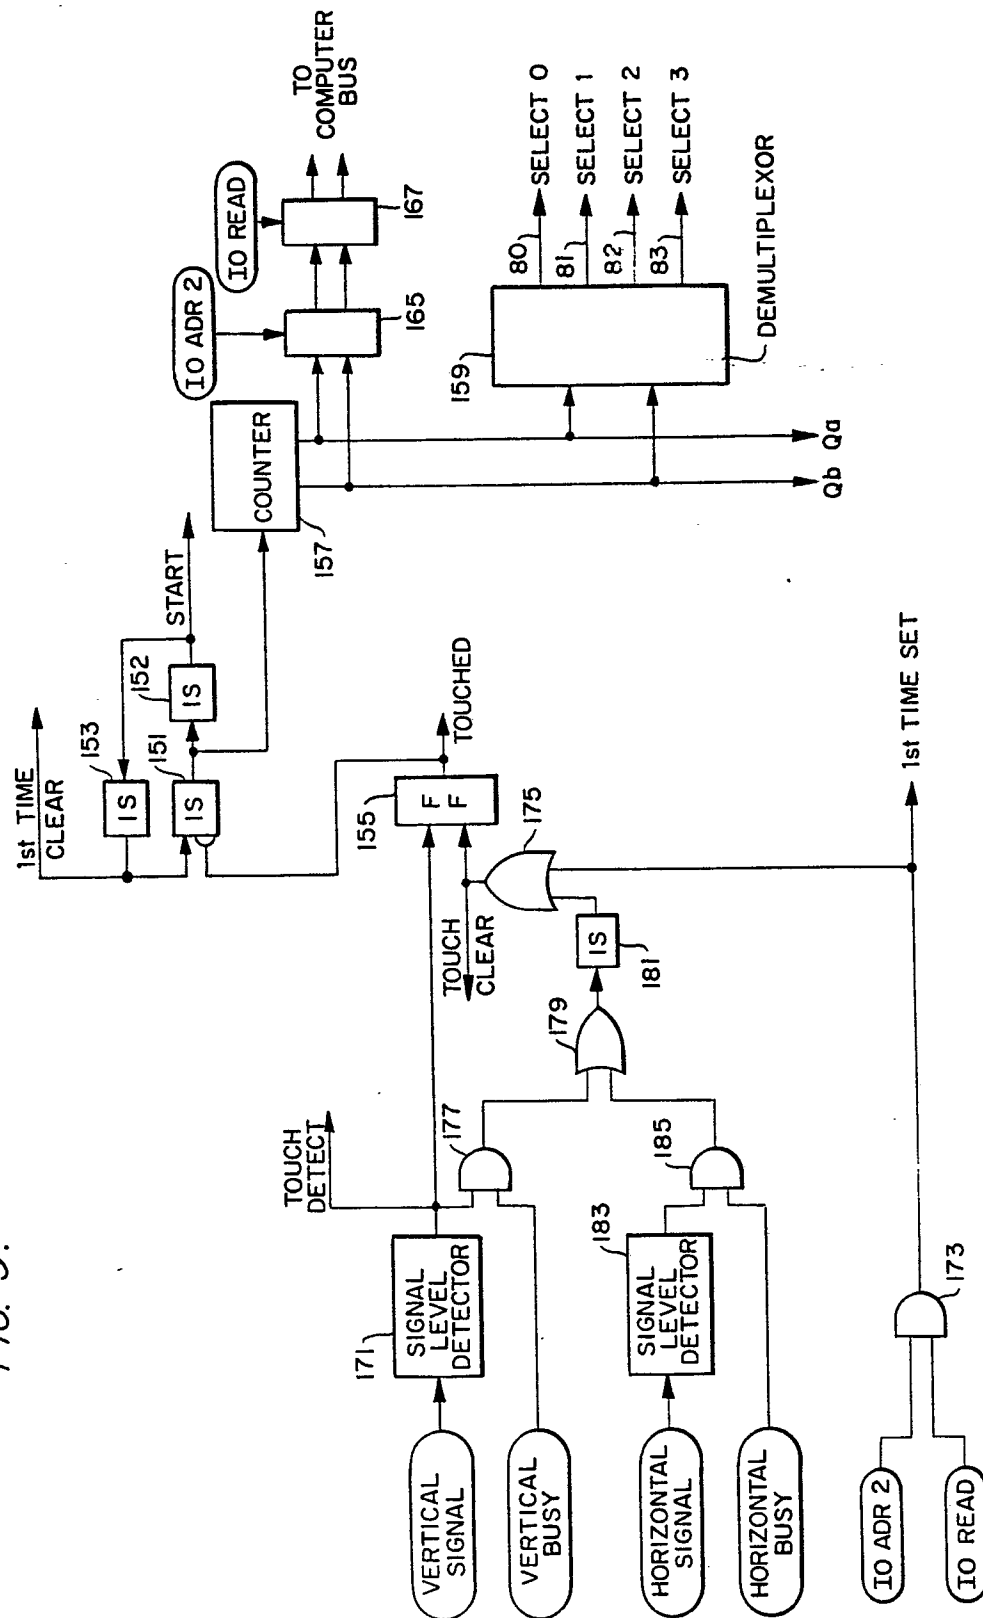 1st TIME
CLEAR
153
IS
151
IS
152
IS
START
COUNTER
157
IO ADR 2
IO READ
165
167
TO
COMPUTER
BUS
159
80
SELECT 0
81
SELECT 1
82
SELECT 2
83
SELECT 3
DEMULTIPLEXOR
Qb
Qa
TOUCH
DETECT
155
F F
TOUCHED
TOUCH
CLEAR
175
IS
181
179
177
185
171
SIGNAL
LEVEL
DETECTOR
183
SIGNAL
LEVEL
DETECTOR
VERTICAL
SIGNAL
VERTICAL
BUSY
HORIZONTAL
SIGNAL
HORIZONTAL
BUSY
IO ADR 2
IO READ
173
1st TIME SET